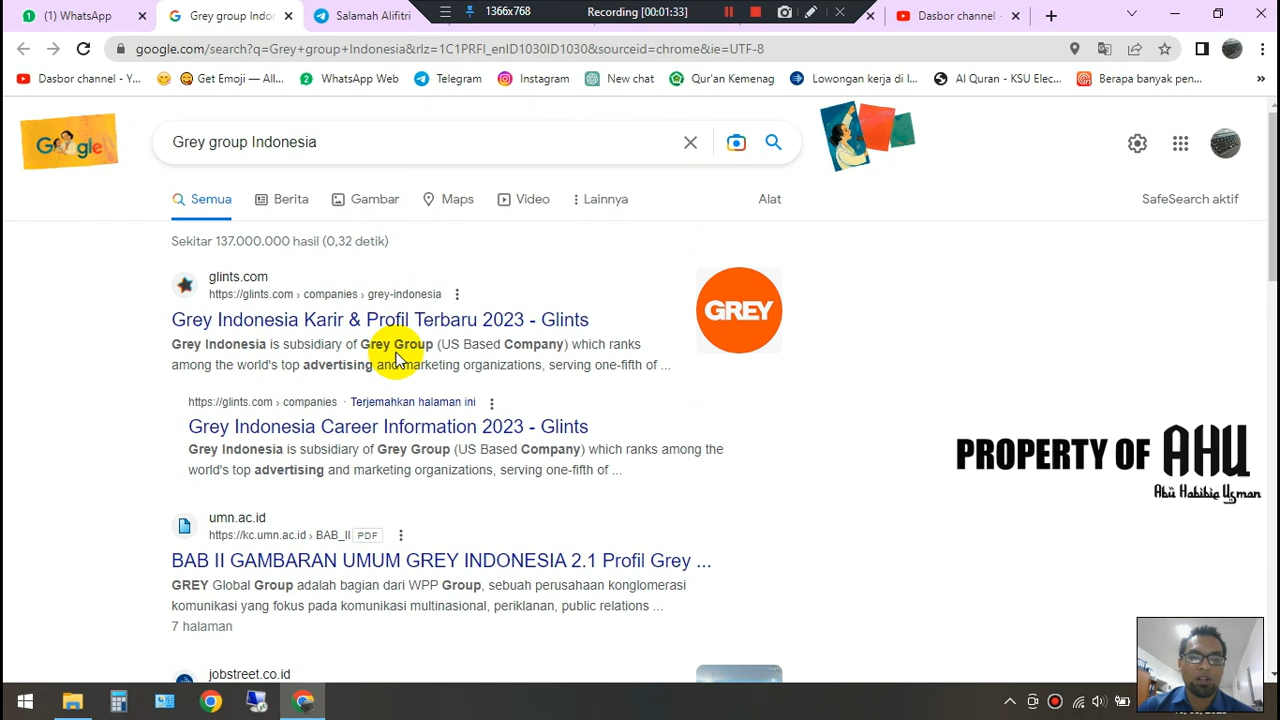 (1) WhatsApp
Grey group Indone
Salamah Alifitri
1366x768
Recording [00:01:33]
Dasbor channel -
google.com/search?q=Grey+group+Indonesia&rlz=1C1PRFI_enID1030ID1030&sourceid=chrome&ie=UTF-8
Dasbor channel - Y...
Get Emoji — All...
WhatsApp Web
Telegram
Instagram
New chat
Qur'an Kemenag
Lowongan kerja di I...
Al Quran - KSU Elec...
Berapa banyak pen...
Google
Grey group Indonesia
Semua
Berita
Gambar
Maps
Video
Lainnya
Alat
SafeSearch aktif
Sekitar 137.000.000 hasil (0,32 detik)
glints.com
https://glints.com › companies › grey-indonesia
Grey Indonesia Karir & Profil Terbaru 2023 - Glints
Grey Indonesia is subsidiary of Grey Group (US Based Company) which ranks
among the world's top advertising and marketing organizations, serving one-fifth of ...
GREY
https://glints.com › companies · Terjemahkan halaman ini
Grey Indonesia Career Information 2023 - Glints
Grey Indonesia is subsidiary of Grey Group (US Based Company) which ranks among the
world's top advertising and marketing organizations, serving one-fifth of ...
PROPERTY OF AHU
Abu Habibie Usman
umn.ac.id
https://kc.umn.ac.id › BAB_II PDF
BAB II GAMBARAN UMUM GREY INDONESIA 2.1 Profil Grey ...
GREY Global Group adalah bagian dari WPP Group, sebuah perusahaan konglomerasi
komunikasi yang fokus pada komunikasi multinasional, periklanan, public relations ...
7 halaman
jobstreet.co.id